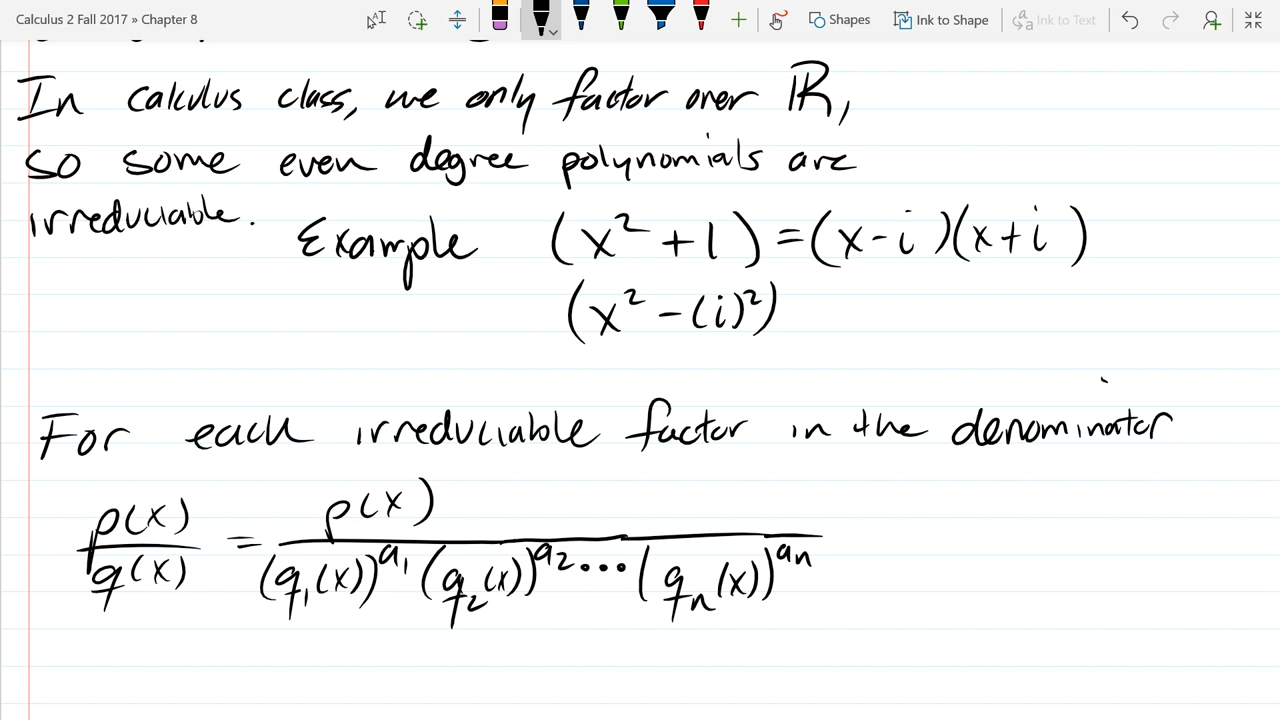 Calculus 2 Fall 2017 » Chapter 8
Shapes
Ink to Shape
Ink to Text
In calculus class, we only factor over ℝ,
so some even degree polynomials are
irreduciable.
Example (x² + 1) = (x - i)(x + i)
(x² - (i)²)
For each irreduciable factor in the denominator
p(x)/q(x) = p(x)/((q₁(x))^a₁ (q₂(x))^a₂ ... (qₙ(x))^aₙ)